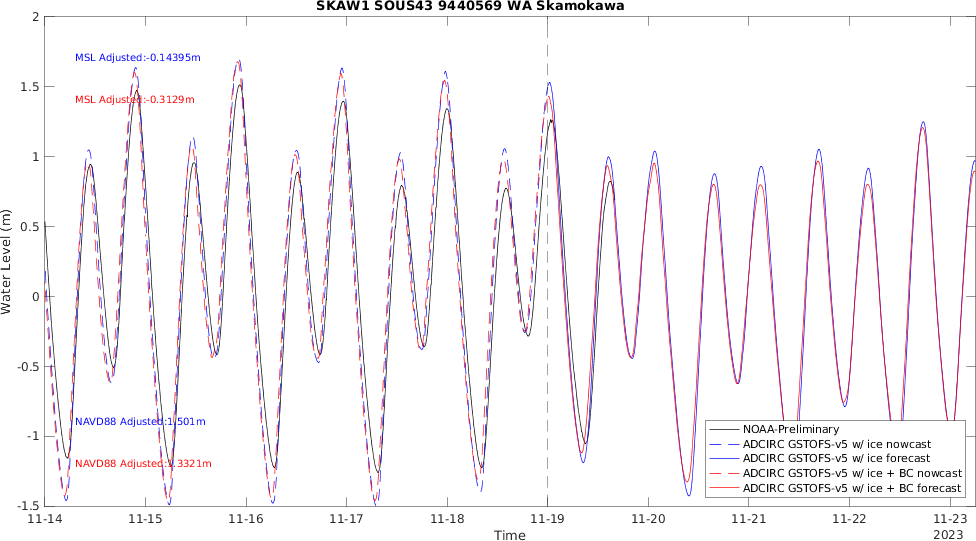 SKAW1 SOUS43 9440569 WA Skamokawa
Water Level (m)
2
1.5
1
0.5
0
-0.5
-1
-1.5
MSL Adjusted:-0.14395m
MSL Adjusted:-0.3129m
NAVD88 Adjusted:1.501m
NAVD88 Adjusted:1.3321m
NOAA-Preliminary
ADCIRC GSTOFS-v5 w/ ice nowcast
ADCIRC GSTOFS-v5 w/ ice forecast
ADCIRC GSTOFS-v5 w/ ice + BC nowcast
ADCIRC GSTOFS-v5 w/ ice + BC forecast
11-14 11-15 11-16 11-17 11-18 11-19 11-20 11-21 11-22 11-23
Time
2023